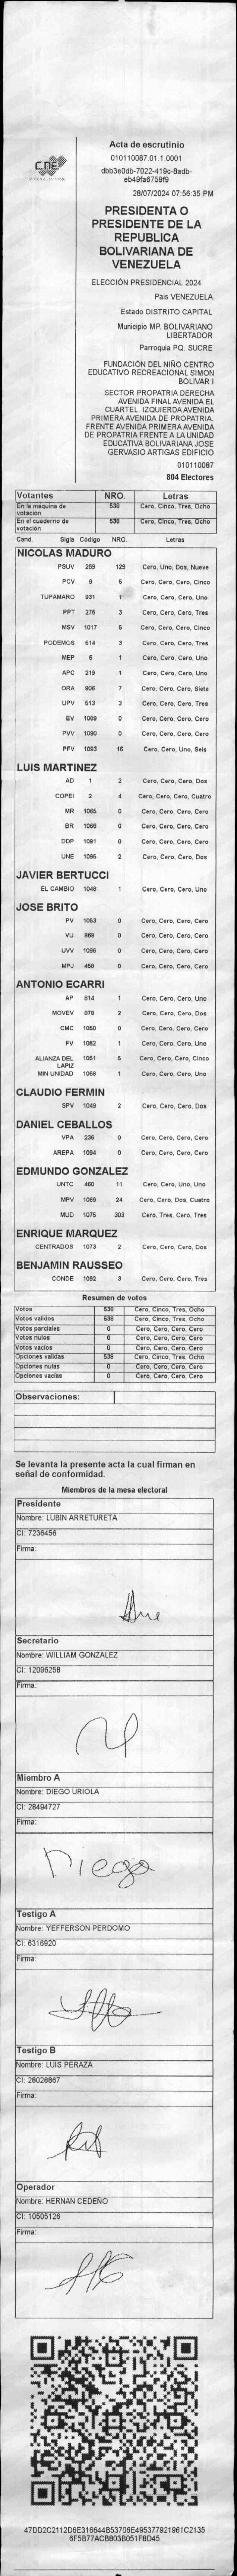 CNE
Acta de escrutinio
010110087.01.1.0001
dbb3e0db-7022-419c-8adb-
eb49fa6759f9
28/07/2024 07:56:35 PM
PRESIDENTA O
PRESIDENTE DE LA
REPUBLICA
BOLIVARIANA DE
VENEZUELA
ELECCIÓN PRESIDENCIAL 2024
Pais VENEZUELA
Estado DISTRITO CAPITAL
Municipio MP. BOLIVARIANO
LIBERTADOR
Parroquia PQ. SUCRE
FUNDACIÓN DEL NIÑO CENTRO
EDUCATIVO RECREACIONAL SIMON
BOLIVAR I
SECTOR PROPATRIA DERECHA
AVENIDA FINAL AVENIDA EL
CUARTEL. IZQUIERDA AVENIDA
PRIMERA AVENIDA DE PROPATRIA.
FRENTE AVENIDA PRIMERA AVENIDA
DE PROPATRIA FRENTE A LA UNIDAD
EDUCATIVA BOLIVARIANA JOSE
GERVASIO ARTIGAS EDIFICIO
010110087
804 Electores
Votantes NRO. Letras
En la máquina de votación 538 Cero, Cinco, Tres, Ocho
En el cuaderno de votación 538 Cero, Cinco, Tres, Ocho
Cand. Sigla Código NRO. Letras
NICOLAS MADURO
PSUV 269 129 Cero, Uno, Dos, Nueve
PCV 9 5 Cero, Cero, Cero, Cinco
TUPAMARO 931 1 Cero, Cero, Cero, Uno
PPT 276 3 Cero, Cero, Cero, Tres
MSV 1017 5 Cero, Cero, Cero, Cinco
PODEMOS 514 3 Cero, Cero, Cero, Tres
MEP 6 1 Cero, Cero, Cero, Uno
APC 219 1 Cero, Cero, Cero, Uno
ORA 906 7 Cero, Cero, Cero, Siete
UPV 513 3 Cero, Cero, Cero, Tres
EV 1089 0 Cero, Cero, Cero, Cero
PVV 1090 0 Cero, Cero, Cero, Cero
PFV 1093 16 Cero, Cero, Uno, Seis
LUIS MARTINEZ
AD 1 2 Cero, Cero, Cero, Dos
COPEI 2 4 Cero, Cero, Cero, Cuatro
MR 1065 0 Cero, Cero, Cero, Cero
BR 1066 0 Cero, Cero, Cero, Cero
DDP 1091 0 Cero, Cero, Cero, Cero
UNE 1095 2 Cero, Cero, Cero, Dos
JAVIER BERTUCCI
EL CAMBIO 1048 1 Cero, Cero, Cero, Uno
JOSE BRITO
PV 1053 0 Cero, Cero, Cero, Cero
VU 868 0 Cero, Cero, Cero, Cero
UVV 1096 0 Cero, Cero, Cero, Cero
MPJ 458 0 Cero, Cero, Cero, Cero
ANTONIO ECARRI
AP 814 1 Cero, Cero, Cero, Uno
MOVEV 979 2 Cero, Cero, Cero, Dos
CMC 1050 0 Cero, Cero, Cero, Cero
FV 1062 1 Cero, Cero, Cero, Uno
ALIANZA DEL LAPIZ 1051 5 Cero, Cero, Cero, Cinco
MIN UNIDAD 1068 1 Cero, Cero, Cero, Uno
CLAUDIO FERMIN
SPV 1049 2 Cero, Cero, Cero, Dos
DANIEL CEBALLOS
VPA 236 0 Cero, Cero, Cero, Cero
AREPA 1094 0 Cero, Cero, Cero, Cero
EDMUNDO GONZALEZ
UNTC 460 11 Cero, Cero, Uno, Uno
MPV 1069 24 Cero, Cero, Dos, Cuatro
MUD 1075 303 Cero, Tres, Cero, Tres
ENRIQUE MARQUEZ
CENTRADOS 1073 2 Cero, Cero, Cero, Dos
BENJAMIN RAUSSEO
CONDE 1092 3 Cero, Cero, Cero, Tres
Resumen de votos
Votos 538 Cero, Cinco, Tres, Ocho
Votos validos 538 Cero, Cinco, Tres, Ocho
Votos parciales 0 Cero, Cero, Cero, Cero
Votos nulos 0 Cero, Cero, Cero, Cero
Votos vacios 0 Cero, Cero, Cero, Cero
Opciones validas 538 Cero, Cinco, Tres, Ocho
Opciones nulas 0 Cero, Cero, Cero, Cero
Opciones vacias 0 Cero, Cero, Cero, Cero
Observaciones:
Se levanta la presente acta la cual firman en
señal de conformidad.
Miembros de la mesa electoral
Presidente
Nombre: LUBIN ARRETURETA
CI: 7236456
Firma:
Secretario
Nombre: WILLIAM GONZALEZ
CI: 12096258
Firma:
Miembro A
Nombre: DIEGO URIOLA
CI: 28494727
Firma:
Diego
Testigo A
Nombre: YEFFERSON PERDOMO
CI: 6316920
Firma:
Testigo B
Nombre: LUIS PERAZA
CI: 26028867
Firma:
Operador
Nombre: HERNAN CEDEÑO
CI: 10505126
Firma:
47DD2C2112D6E316644B53706E495377921961C2135
6F5B77ACB803B051F8D45